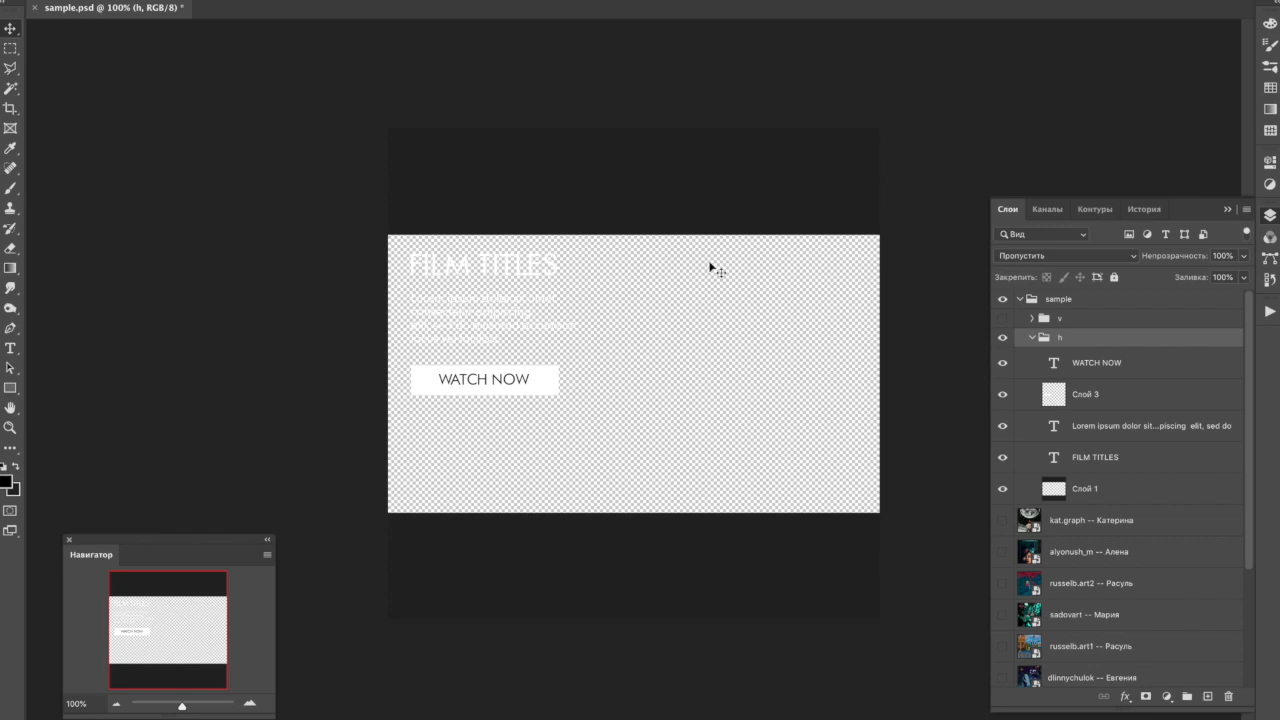 sample.psd @ 100% (h, RGB/8) *
FILM TITLES
WATCH NOW
Слои
Каналы
Контуры
История
Вид
Пропустить
Непрозрачность: 100%
Закрепить:
Заливка: 100%
sample
v
h
WATCH NOW
Слой 3
Lorem ipsum dolor sit...piscing elit, sed do
FILM TITLES
Слой 1
kat.graph -- Катерина
alyonush_m -- Алена
russelb.art2 -- Расуль
sadovart -- Мария
russelb.art1 -- Расуль
dlinnychulok -- Евгения
Навигатор
100%